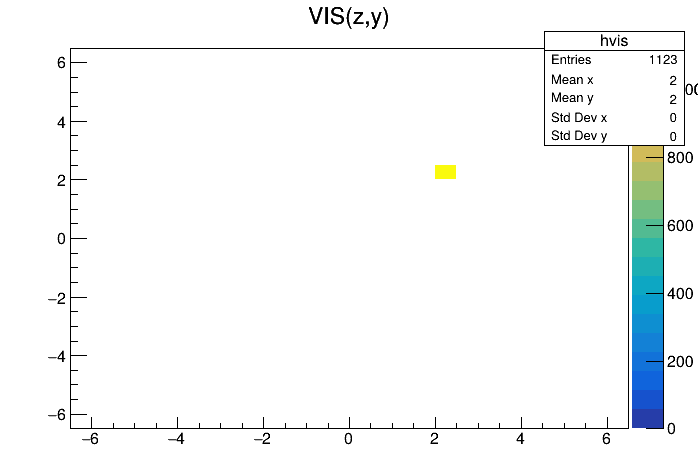 VIS(z,y)
hvis
Entries 1123
Mean x 2
Mean y 2
Std Dev x 0
Std Dev y 0
6
4
2
0
−2
−4
−6
−6 −4 −2 0 2 4 6
800
600
400
200
0